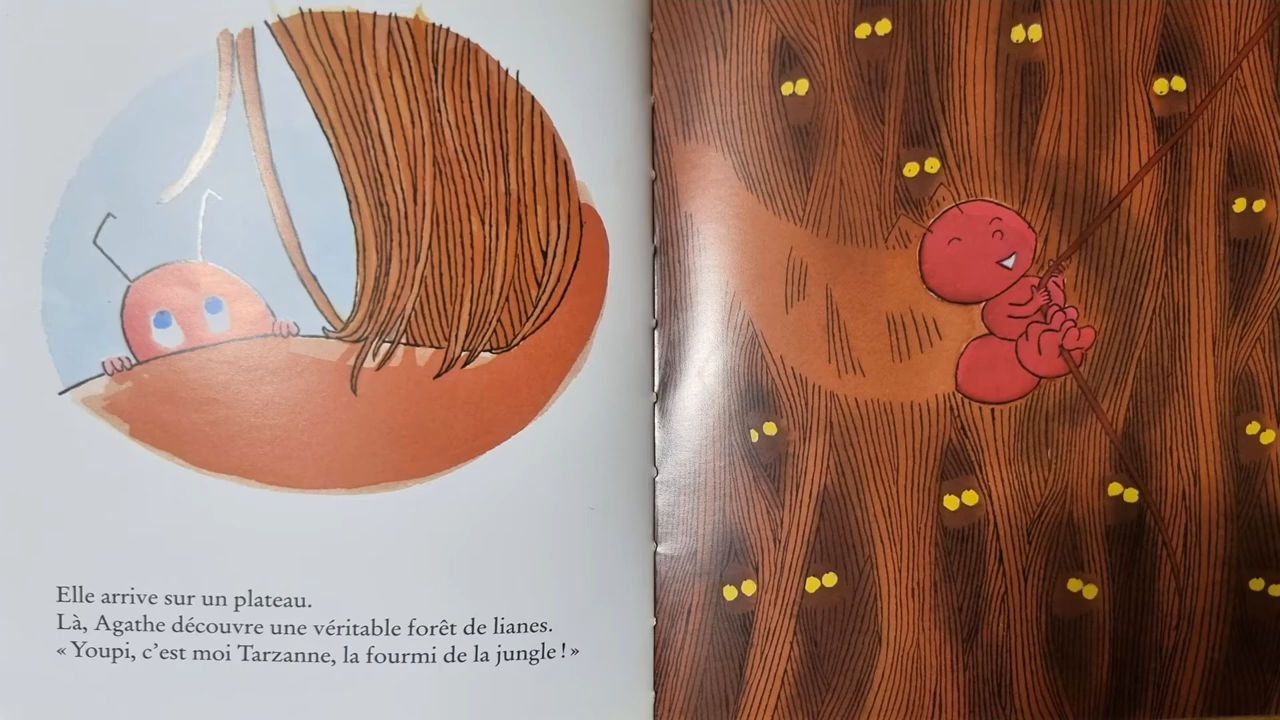 Elle arrive sur un plateau.
Là, Agathe découvre une véritable forêt de lianes.
« Youpi, c’est moi Tarzanne, la fourmi de la jungle ! »